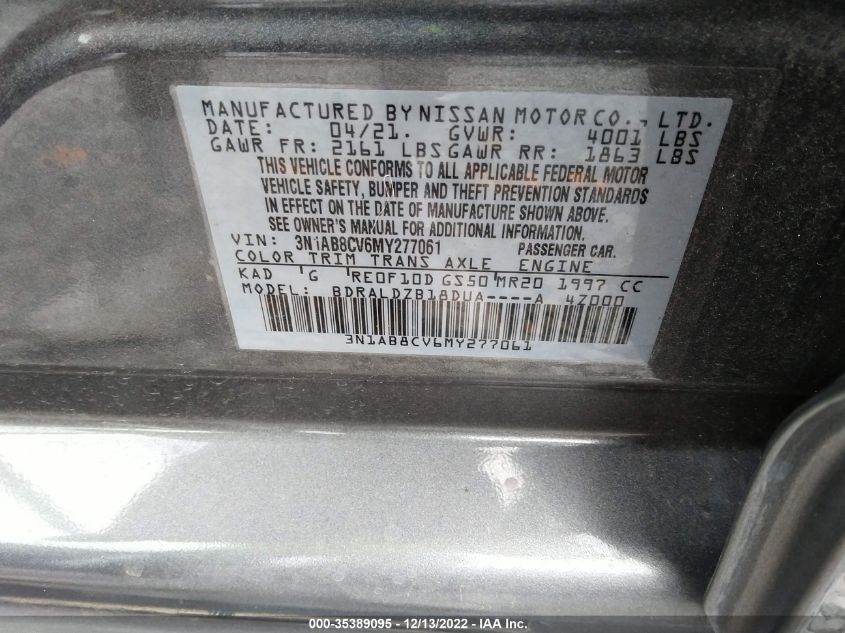 MANUFACTURED BY NISSAN MOTOR CO., LTD.
DATE: 04/21. GVWR: 4001 LBS
GAWR FR: 2161 LBS GAWR RR: 1863 LBS
THIS VEHICLE CONFORMS TO ALL APPLICABLE FEDERAL MOTOR
VEHICLE SAFETY, BUMPER AND THEFT PREVENTION STANDARDS
IN EFFECT ON THE DATE OF MANUFACTURE SHOWN ABOVE.
SEE OWNER'S MANUAL FOR ADDITIONAL INFORMATION.
VIN: 3N1AB8CV6MY277061 PASSENGER CAR.
COLOR TRIM TRANS AXLE ENGINE
KAD G RE0F10D GS50 MR20 1997 CC
MODEL: BDRALDZB18DUA----A 4Z000
3N1AB8CV6MY277061
000-35389095 - 12/13/2022 - IAA Inc.